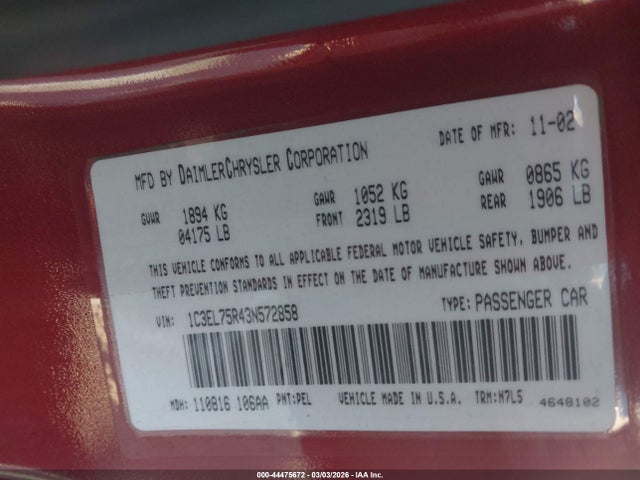 MFD BY DAIMLERCHRYSLER CORPORATION DATE OF MFR: 11-02
GVWR 1894 KG GAWR 1052 KG GAWR 0865 KG
04175 LB FRONT 2319 LB REAR 1906 LB
THIS VEHICLE CONFORMS TO ALL APPLICABLE FEDERAL MOTOR VEHICLE SAFETY, BUMPER AND
THEFT PREVENTION STANDARDS IN EFFECT ON THE DATE OF MANUFACTURE SHOWN ABOVE.
VIN: 1C3EL75R43N572858 TYPE: PASSENGER CAR
MDH: 110816 106AA PNT:PEL VEHICLE MADE IN U.S.A. TRM:N7L5 4648102
000-44475672 - 03/03/2026 - IAA Inc.